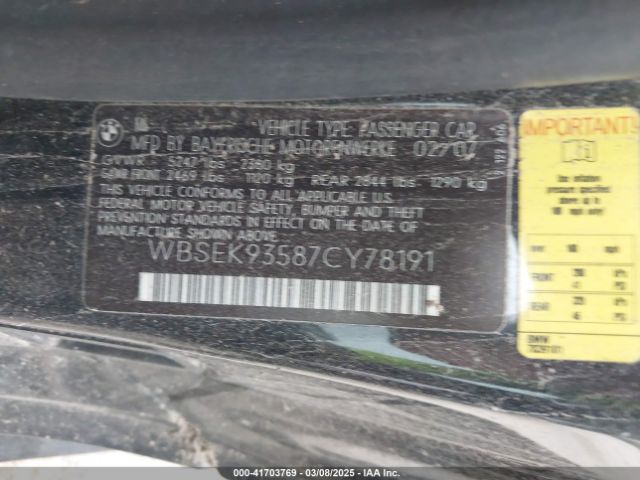 VEHICLE TYPE PASSENGER CAR
MFD BY BAYERISCHE MOTORENWERKE 02/07
GVWR 5247 lbs 2380 kg
GAWR FRONT 2469 lbs 1120 kg REAR 2844 lbs 1290 kg
THIS VEHICLE CONFORMS TO ALL APPLICABLE
FEDERAL MOTOR VEHICLE SAFETY, BUMPER AND THEFT
PREVENTION STANDARDS IN EFFECT ON THE DATE
OF MANUFACTURE SHOWN ABOVE
WBSEK93587CY78191
IMPORTANT!
FRONT
REAR
BMW
000-41703769 • 03/08/2025 • IAA Inc.